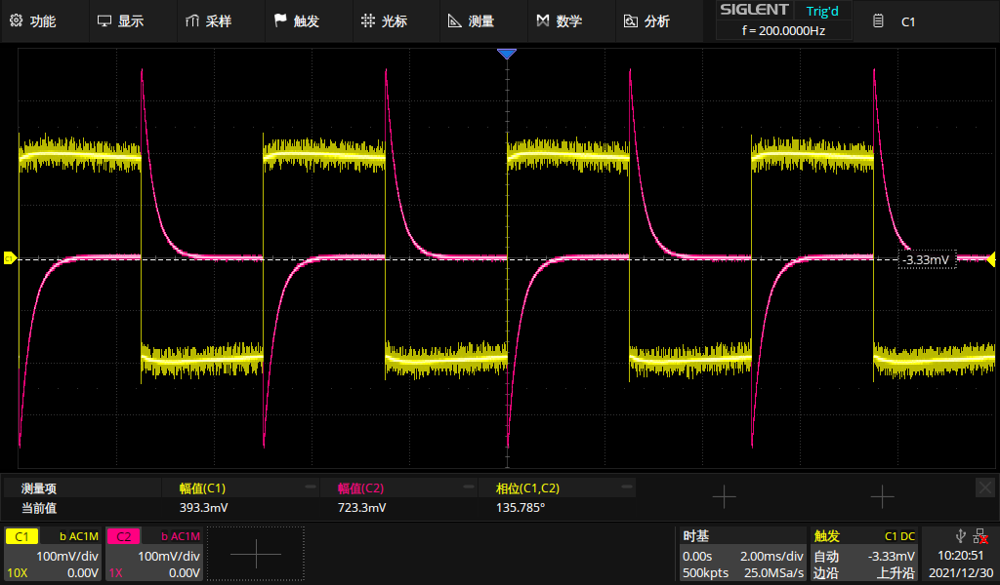 功能 显示 采样 触发 光标 测量 数学 分析 SIGLENT Trig'd C1
f = 200.0000Hz
C1 -3.33mV
测量项 幅值(C1) 幅值(C2) 相位(C1,C2)
当前值 393.3mV 723.3mV 135.785°
C1 b AC1M C2 b AC1M 时基 触发 C1 DC
100mV/div 100mV/div 0.00s 2.00ms/div 自动 -3.33mV 10:20:51
10X 0.00V 1X 0.00V 500kpts 25.0MSa/s 边沿 上升沿 2021/12/30